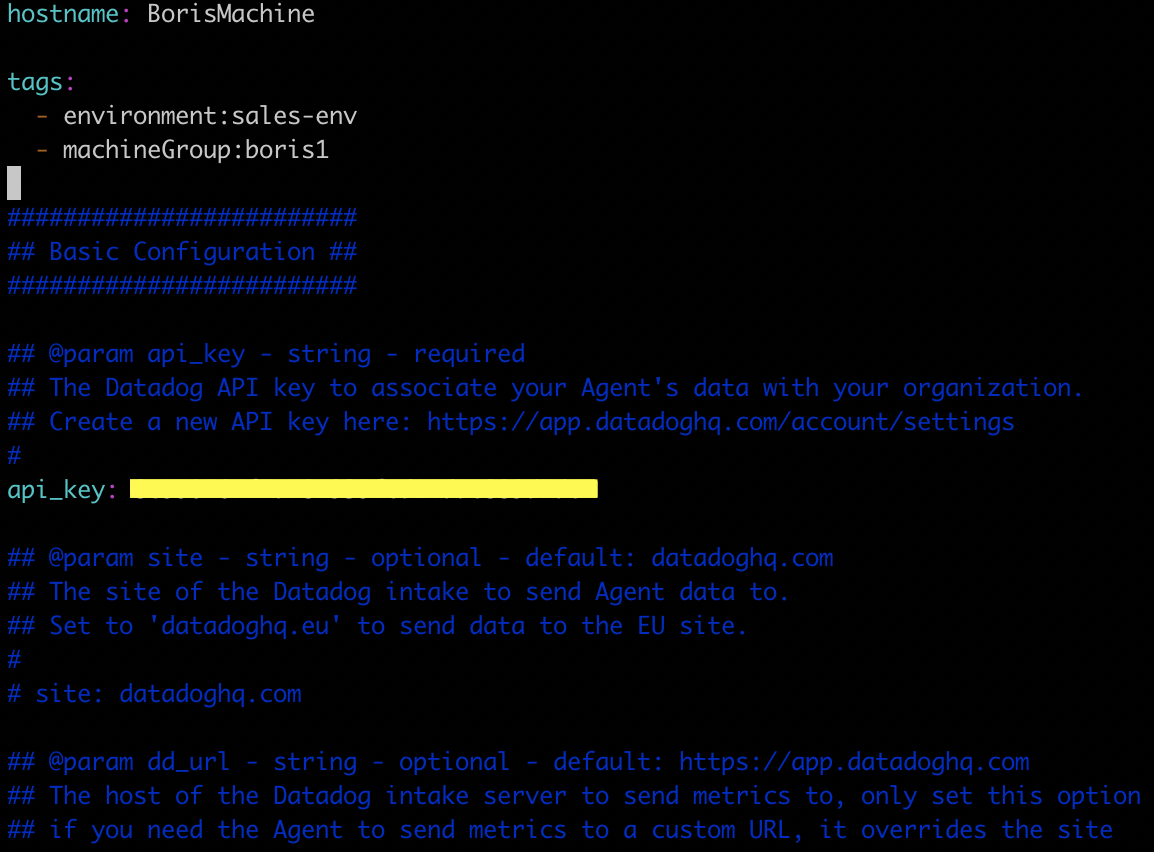 hostname: BorisMachine
tags:
- environment:sales-env
- machineGroup:boris1
#########################
## Basic Configuration ##
#########################
## @param api_key - string - required
## The Datadog API key to associate your Agent's data with your organization.
## Create a new API key here: https://app.datadoghq.com/account/settings
#
api_key:
## @param site - string - optional - default: datadoghq.com
## The site of the Datadog intake to send Agent data to.
## Set to 'datadoghq.eu' to send data to the EU site.
#
# site: datadoghq.com
## @param dd_url - string - optional - default: https://app.datadoghq.com
## The host of the Datadog intake server to send metrics to, only set this option
## if you need the Agent to send metrics to a custom URL, it overrides the site